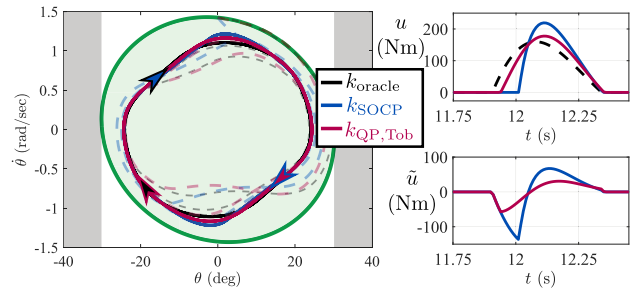 1.5
1
0.5
0
-0.5
-1
-1.5
θ̇ (rad/sec)
-40
-20
0
20
40
θ (deg)
k_oracle
k_SOCP
k_QP,Tob
u
(Nm)
200
100
0
11.75
12
12.25
t (s)
ũ
(Nm)
0
-100
11.75
12
12.25
t (s)